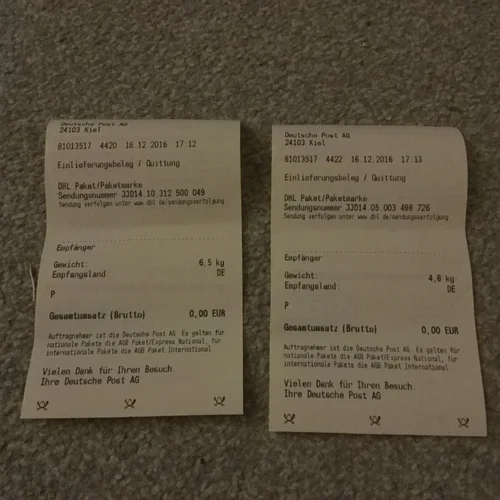 Deutsche Post AG
24103 Kiel
81013517 4420 16.12.2016 17:12
Einlieferungsbeleg / Quittung
DHL Paket/Paketmarke
Sendungsnummer 33D14 10 312 500 049
Sendung verfolgen unter www.dhl.de/sendungsverfolgung
Empfänger
Gewicht: 6,5 kg
Empfangsland: DE
P
Gesamtumsatz (Brutto) 0,00 EUR
Auftragnehmer ist die Deutsche Post AG. Es gelten für
nationale Pakete die AGB Paket/Express National, für
internationale Pakete die AGB Paket International
Vielen Dank für Ihren Besuch.
Ihre Deutsche Post AG
Deutsche Post AG
24103 Kiel
81013517 4422 16.12.2016 17:13
Einlieferungsbeleg / Quittung
DHL Paket/Paketmarke
Sendungsnummer JJD14 05 003 498 726
Sendung verfolgen unter www.dhl.de/sendungsverfolgung
Empfänger
Gewicht: 4,8 kg
Empfangsland: DE
P
Gesamtumsatz (Brutto) 0,00 EUR
Auftragnehmer ist die Deutsche Post AG. Es gelten für
nationale Pakete die AGB Paket/Express National, für
internationale Pakete die AGB Paket International
Vielen Dank für Ihren Besuch.
Ihre Deutsche Post AG